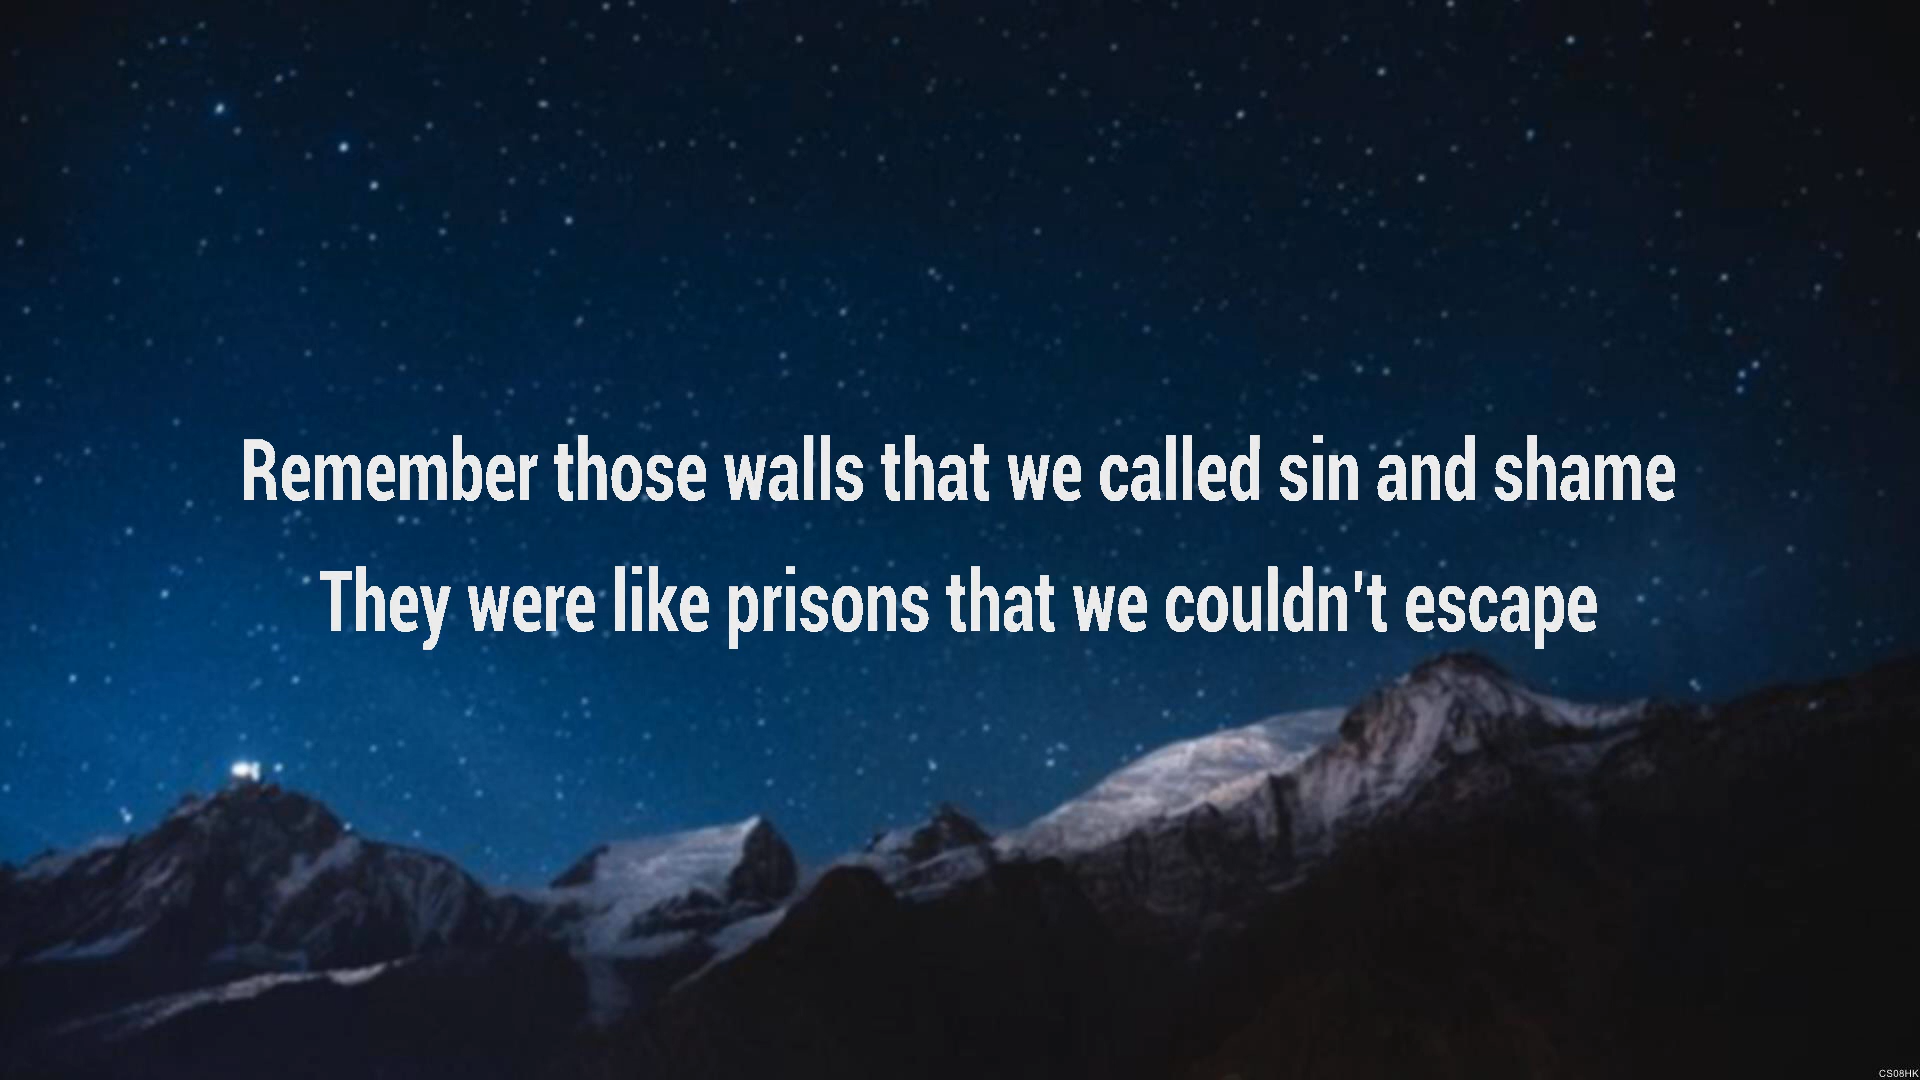 Remember those walls that we called sin and shame
They were like prisons that we couldn't escape
CS08HK